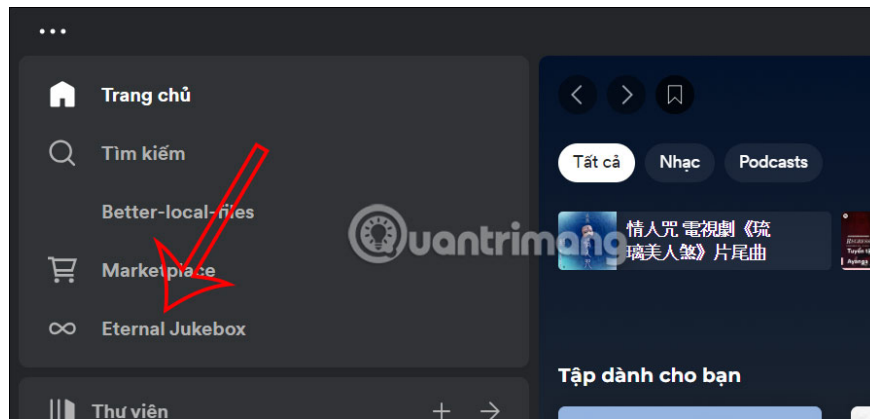 Trang chủ
Tìm kiếm
Better-local-files
Marketplace
Eternal Jukebox
Thư viện
Tất cả
Nhạc
Podcasts
情人咒 電視劇《琉
璃美人煞》片尾曲
Tập dành cho bạn
Quantrimang